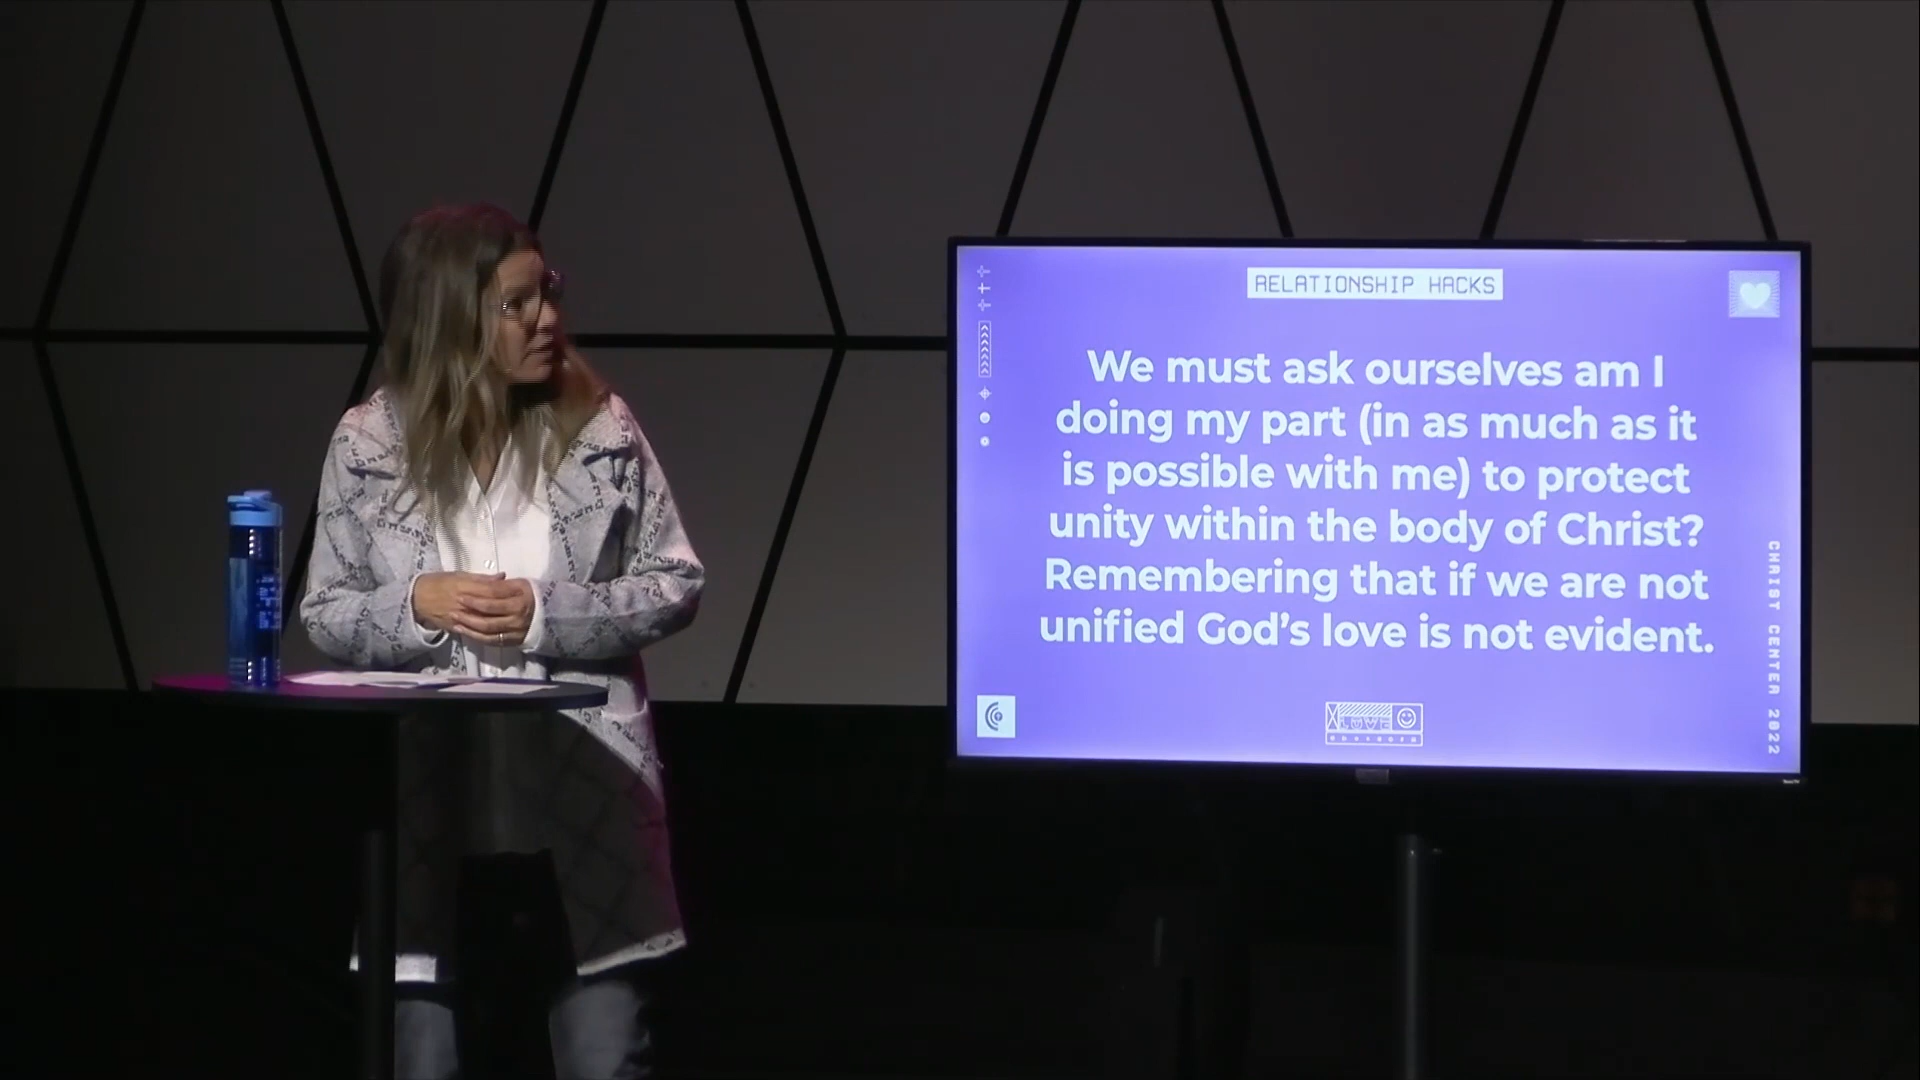 RELATIONSHIP HACKS
We must ask ourselves am I
doing my part (in as much as it
is possible with me) to protect
unity within the body of Christ?
Remembering that if we are not
unified God's love is not evident.
CHRIST CENTER 2022
LOVE